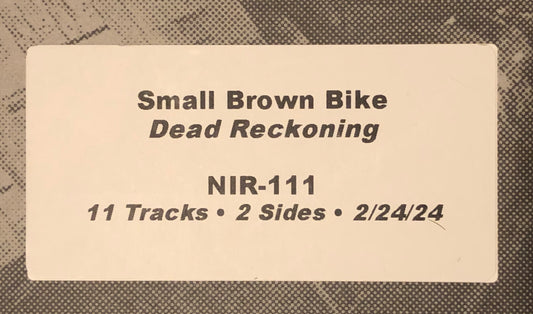 Small Brown Bike
Dead Reckoning
NIR-111
11 Tracks • 2 Sides • 2/24/24